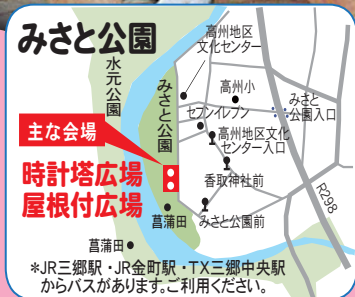 みさと公園
水元公園
みさと公園
高州地区
文化センター
高州小
セブンイレブン
みさと
公園入口
高州地区文化
センター入口
主な会場
時計塔広場
屋根付広場
香取神社前
R298
菖蒲田
みさと公園前
菖蒲田
*JR三郷駅・JR金町駅・TX三郷中央駅
からバスがあります。ご利用ください。